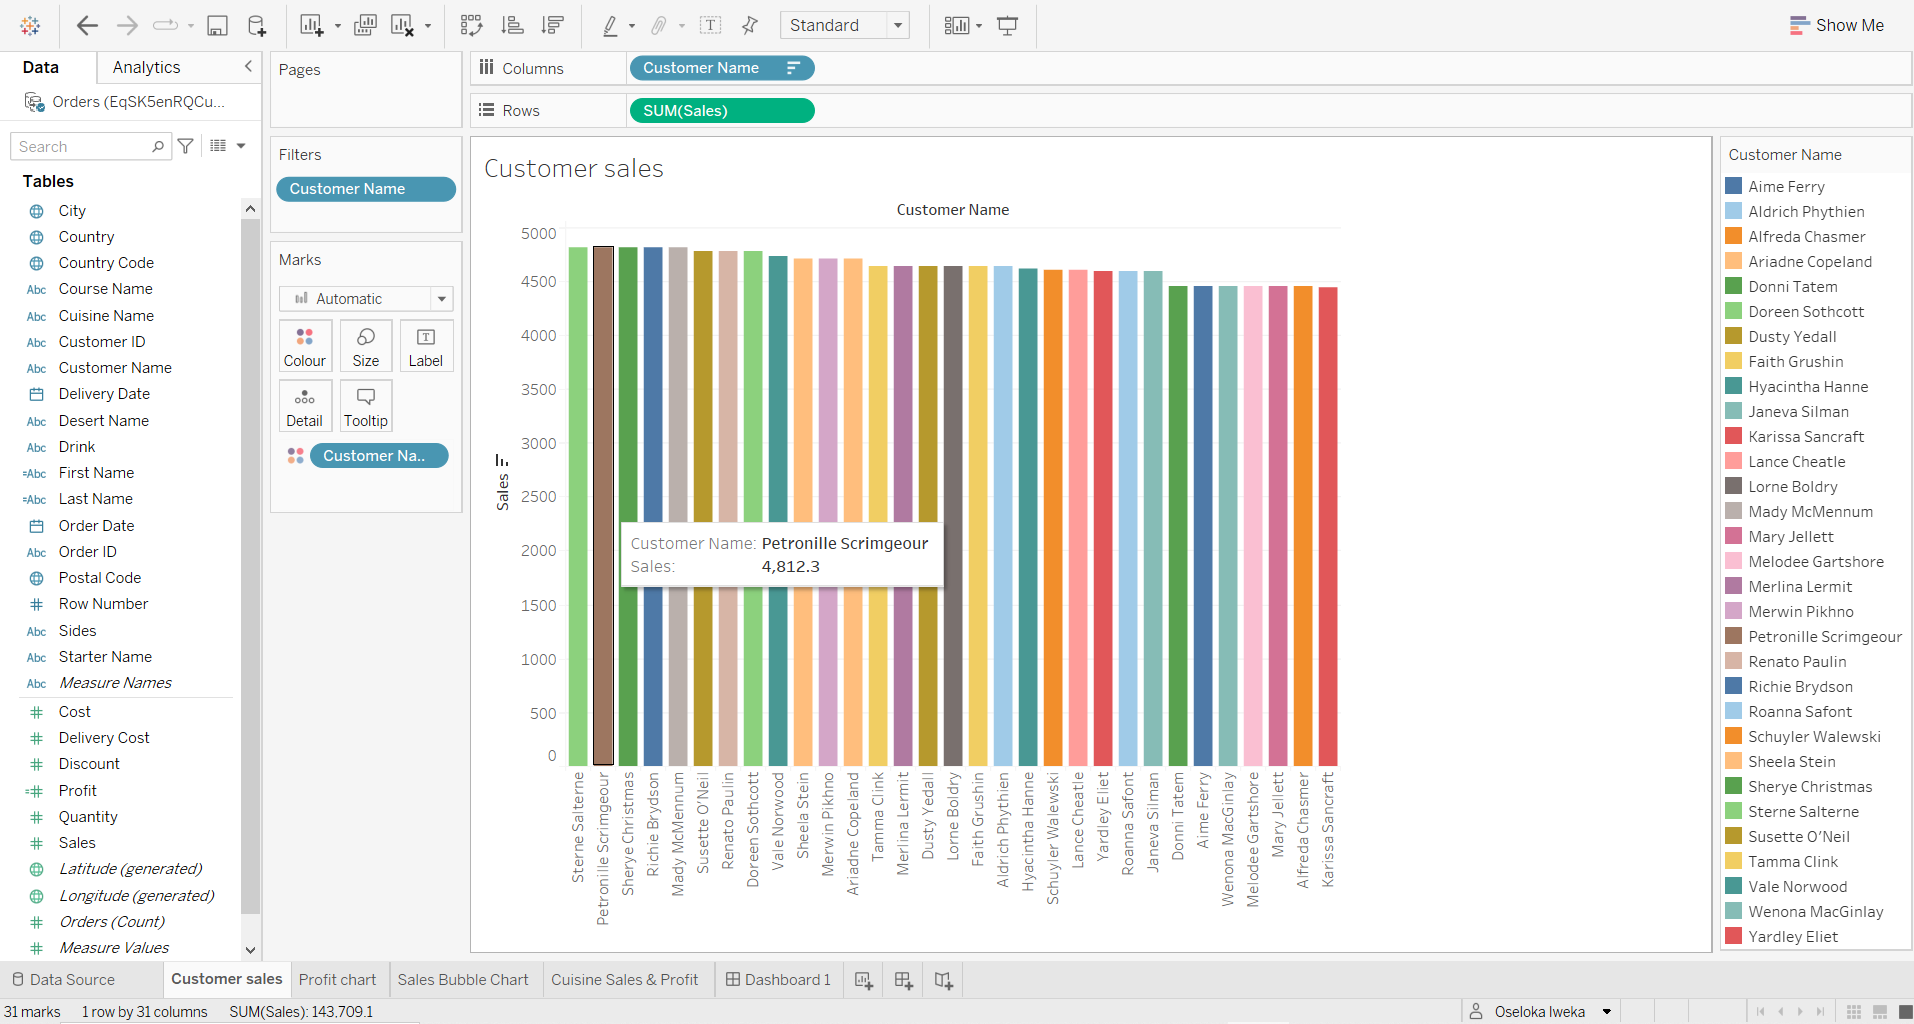 Standard
Show Me
Data
Analytics
Orders (EqSK5enRQCu...
Search
Tables
City
Country
Country Code
Abc Course Name
Abc Cuisine Name
Abc Customer ID
Abc Customer Name
Delivery Date
Abc Desert Name
Abc Drink
=Abc First Name
=Abc Last Name
Order Date
Abc Order ID
Postal Code
# Row Number
Abc Sides
Abc Starter Name
Abc Measure Names
# Cost
# Delivery Cost
# Discount
=# Profit
# Quantity
# Sales
Latitude (generated)
Longitude (generated)
# Orders (Count)
# Measure Values
Pages
Filters
Customer Name
Marks
Automatic
Colour
Size
Label
Detail
Tooltip
Customer Na..
Columns
Customer Name
Rows
SUM(Sales)
Customer sales
Customer Name
Sales
5000
4500
4000
3500
3000
2500
2000
1500
1000
500
0
Customer Name: Petronille Scrimgeour
Sales: 4,812.3
Sterne Salterne
Petronille Scrimgeour
Sherye Christmas
Richie Brydson
Mady McMennum
Susette O'Neil
Renato Paulin
Doreen Sothcott
Vale Norwood
Sheela Stein
Merwin Pikhno
Ariadne Copeland
Tamma Clink
Merlina Lermit
Dusty Yedall
Lorne Boldry
Faith Grushin
Aldrich Phythien
Hyacintha Hanne
Schuyler Walewski
Lance Cheatle
Yardley Eliet
Roanna Safont
Janeva Silman
Donni Tatem
Aime Ferry
Wenona MacGinlay
Melodee Gartshore
Mary Jellett
Alfreda Chasmer
Karissa Sancraft
Customer Name
Aime Ferry
Aldrich Phythien
Alfreda Chasmer
Ariadne Copeland
Donni Tatem
Doreen Sothcott
Dusty Yedall
Faith Grushin
Hyacintha Hanne
Janeva Silman
Karissa Sancraft
Lance Cheatle
Lorne Boldry
Mady McMennum
Mary Jellett
Melodee Gartshore
Merlina Lermit
Merwin Pikhno
Petronille Scrimgeour
Renato Paulin
Richie Brydson
Roanna Safont
Schuyler Walewski
Sheela Stein
Sherye Christmas
Sterne Salterne
Susette O'Neil
Tamma Clink
Vale Norwood
Wenona MacGinlay
Yardley Eliet
Data Source
Customer sales
Profit chart
Sales Bubble Chart
Cuisine Sales & Profit
Dashboard 1
31 marks
1 row by 31 columns
SUM(Sales): 143,709.1
Oseloka Iweka